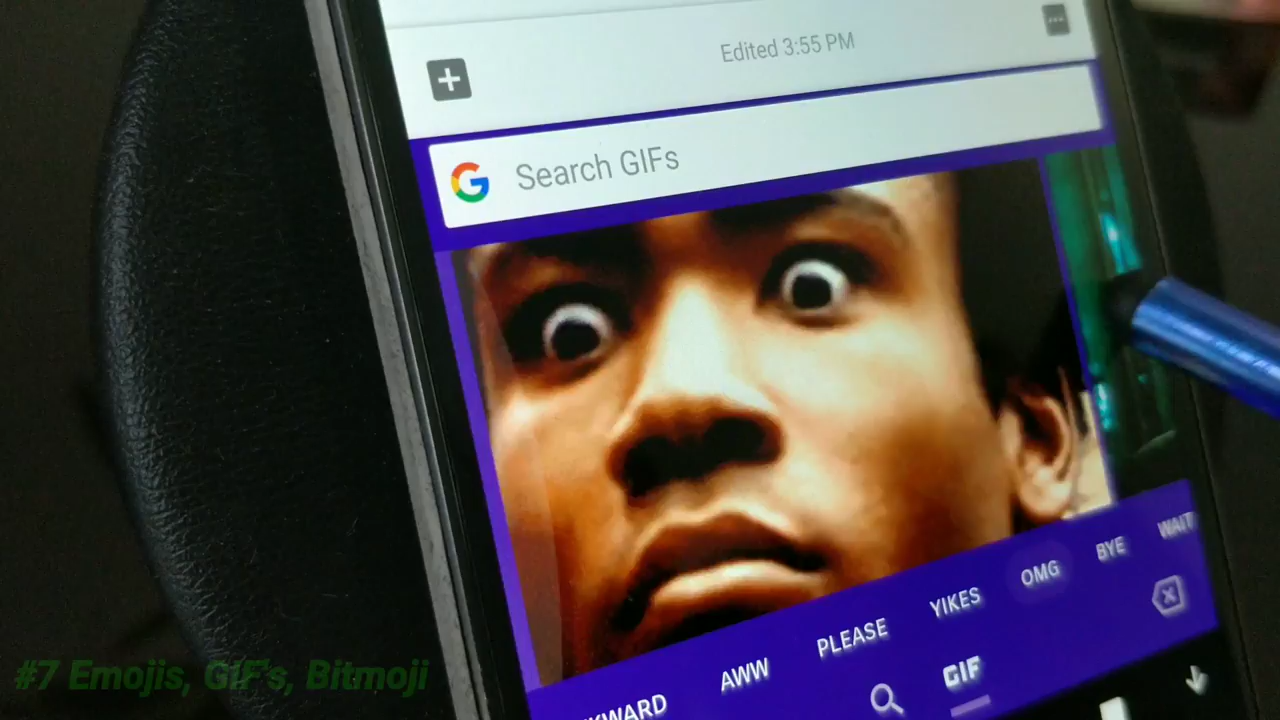 Edited 3:55 PM
Search GIFs
AWW
PLEASE
YIKES
OMG
BYE
WAIT
GIF
#7 Emojis, GIF's, Bitmoji